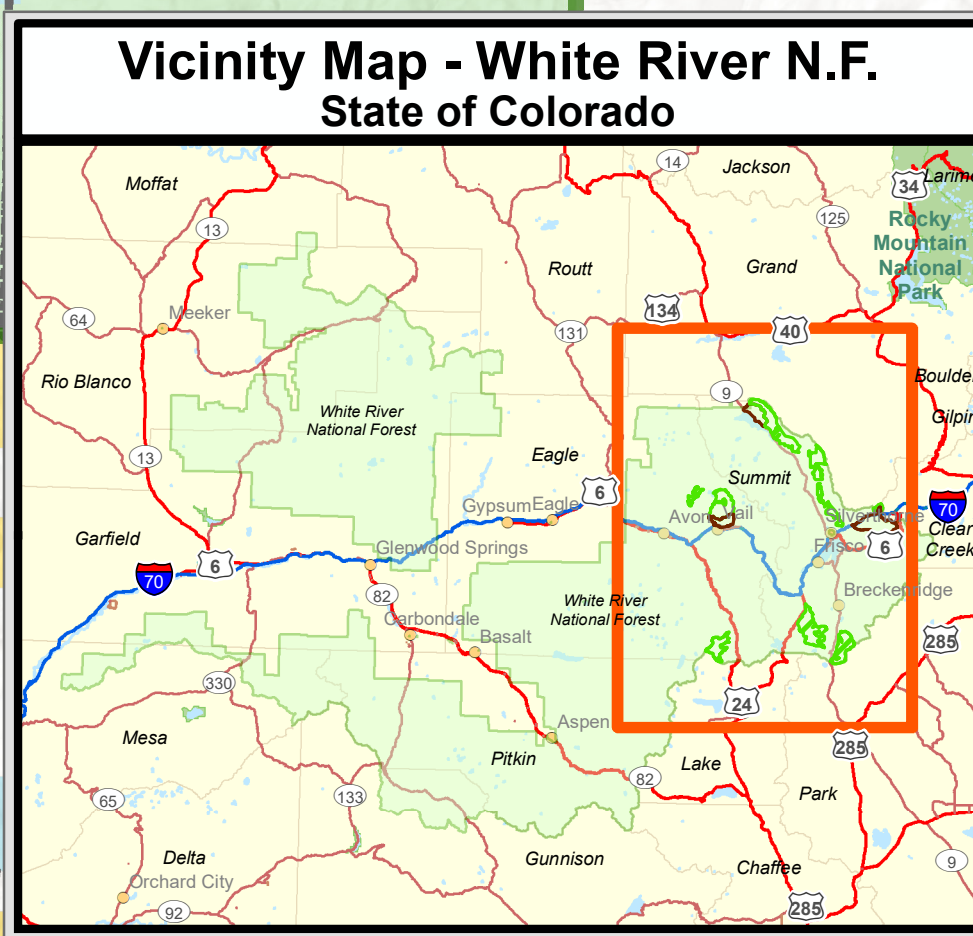 Vicinity Map - White River N.F.
State of Colorado
14
Jackson
Moffat
34
Larime
13
125
Rocky
Mountain
National
Park
Routt
Grand
134
64
Meeker
131
40
Rio Blanco
9
Boulde
White River
National Forest
Gilpin
13
Eagle
Summit
6
Gypsum
Eagle
Avon
Vail
Silverthorne
70
Garfield
Glenwood Springs
Frisco
6
Clear
Creek
70
6
82
White River
National Forest
Breckenridge
Carbondale
Basalt
285
330
24
Aspen
Mesa
285
Pitkin
Lake
82
65
133
Park
Delta
Gunnison
9
Chaffee
Orchard City
92
285